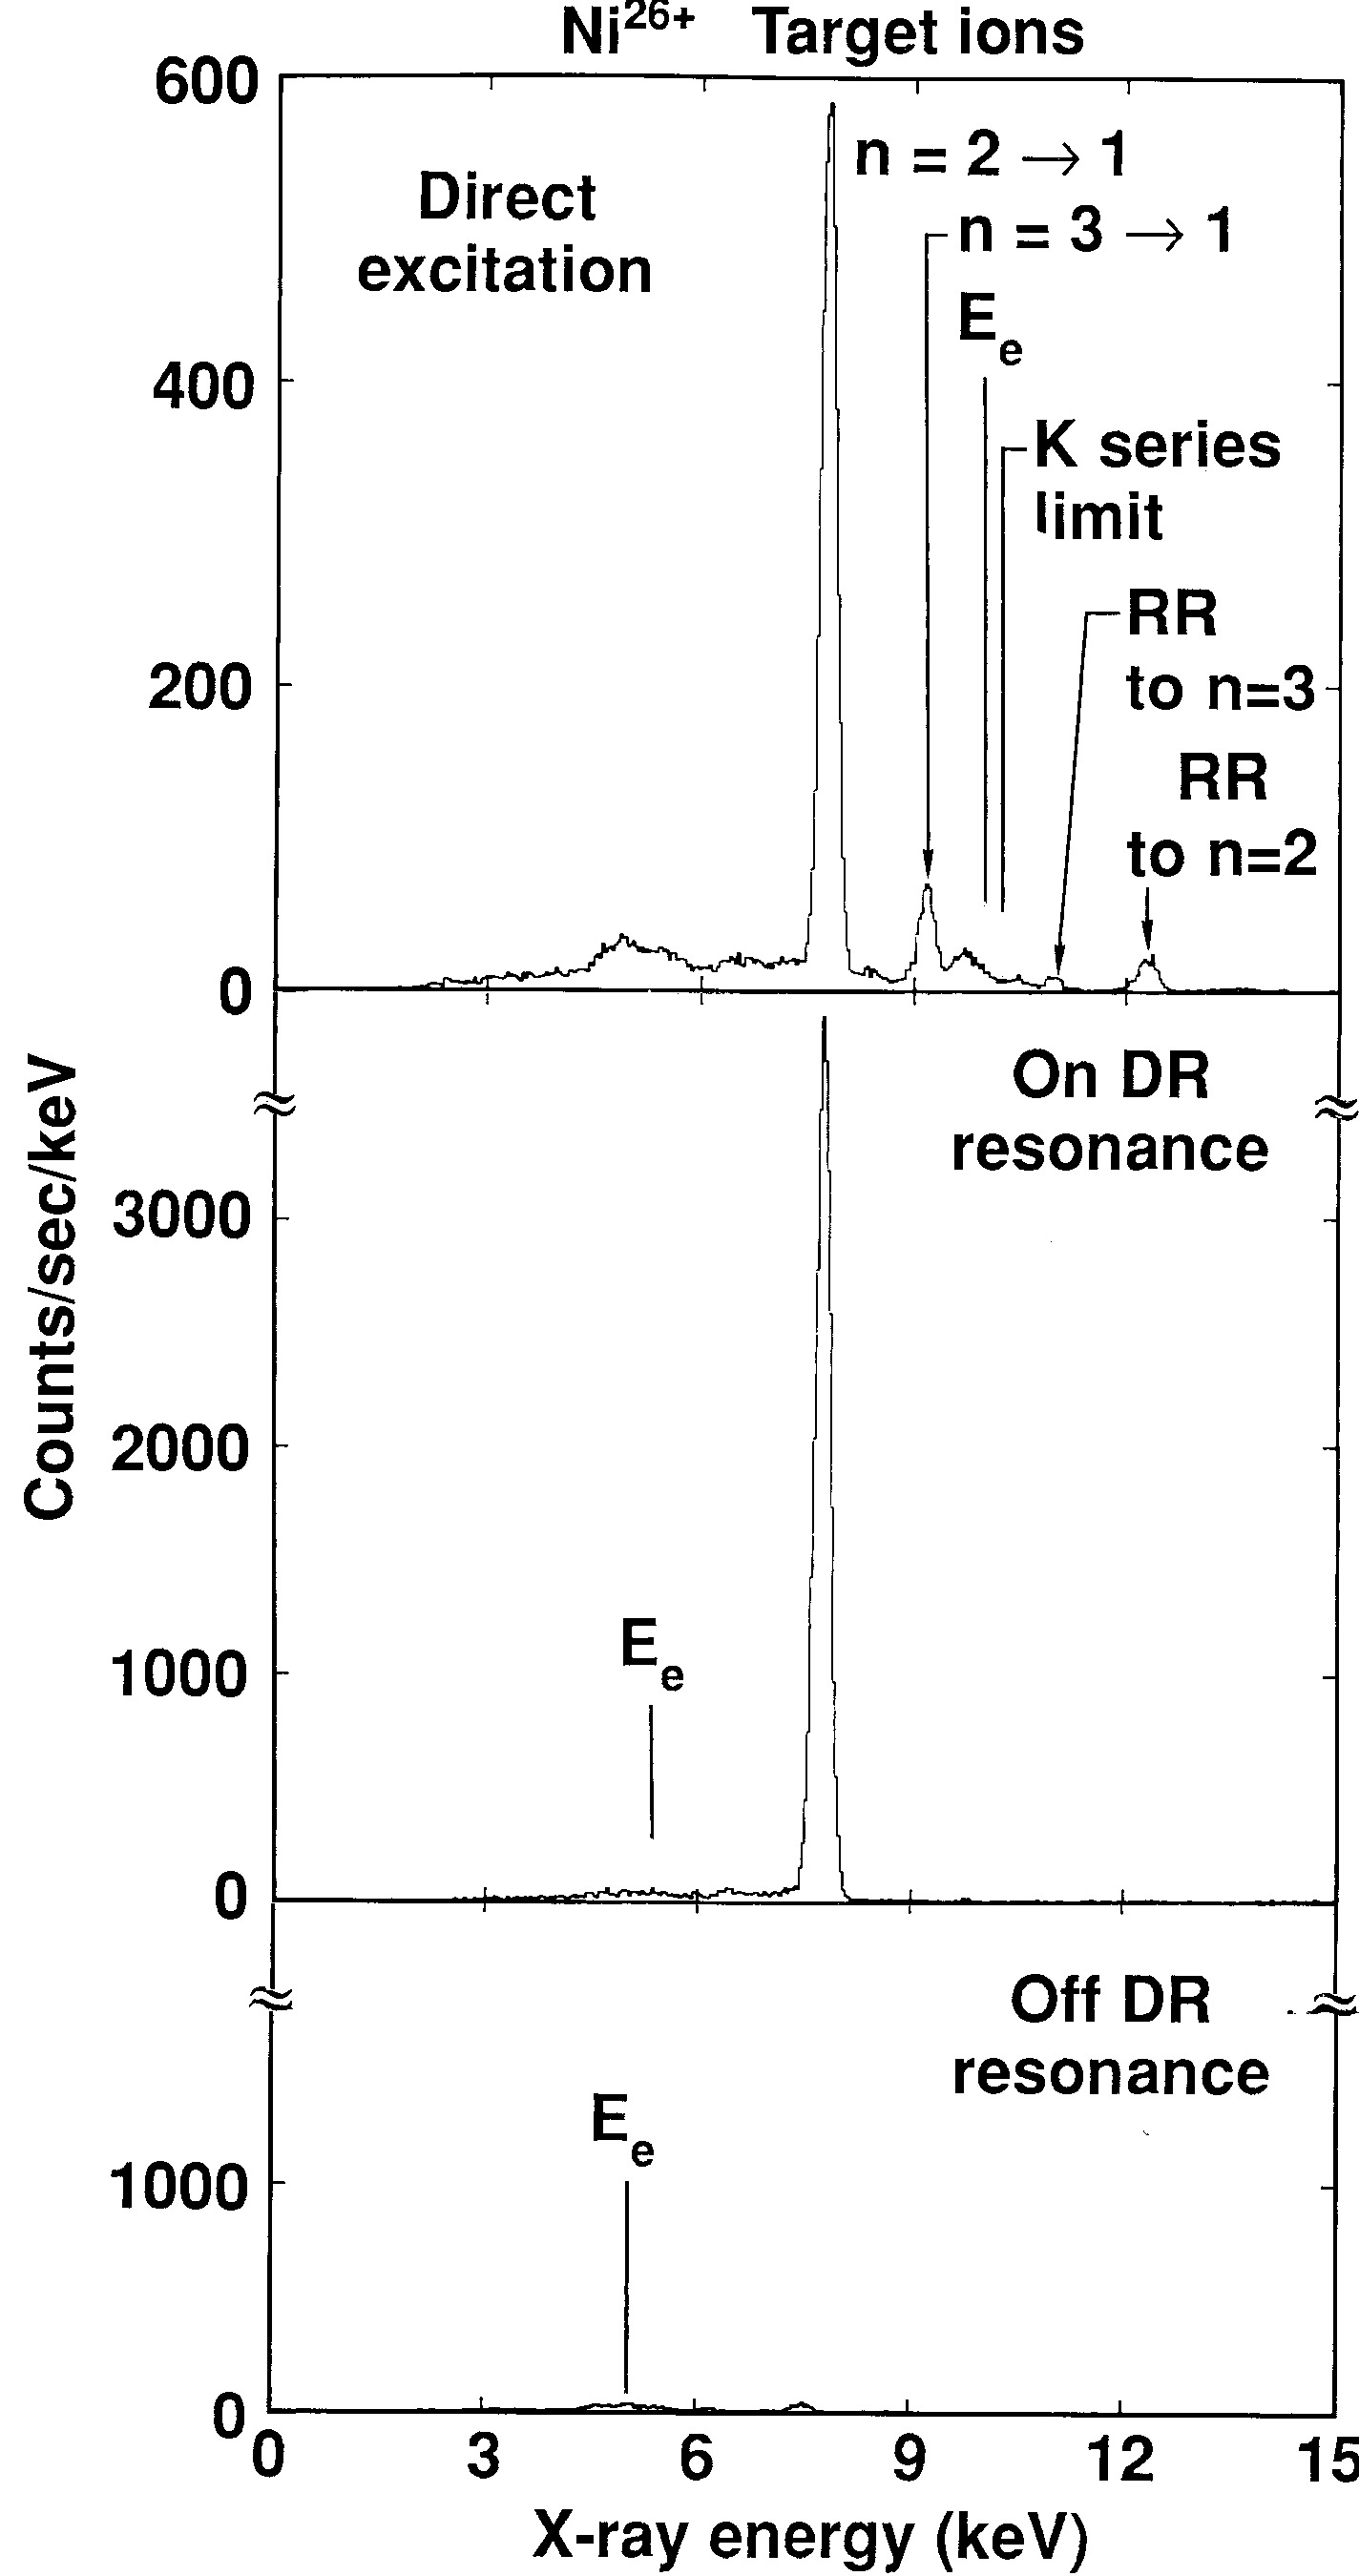 Ni²⁶⁺ Target ions
600
Direct
excitation
n = 2 → 1
n = 3 → 1
Eₑ
K series
limit
400
RR
to n=3
RR
to n=2
200
0
Counts/sec/keV
On DR
resonance
3000
2000
1000
Eₑ
0
Off DR
resonance
Eₑ
1000
0
0 3 6 9 12 15
X-ray energy (keV)